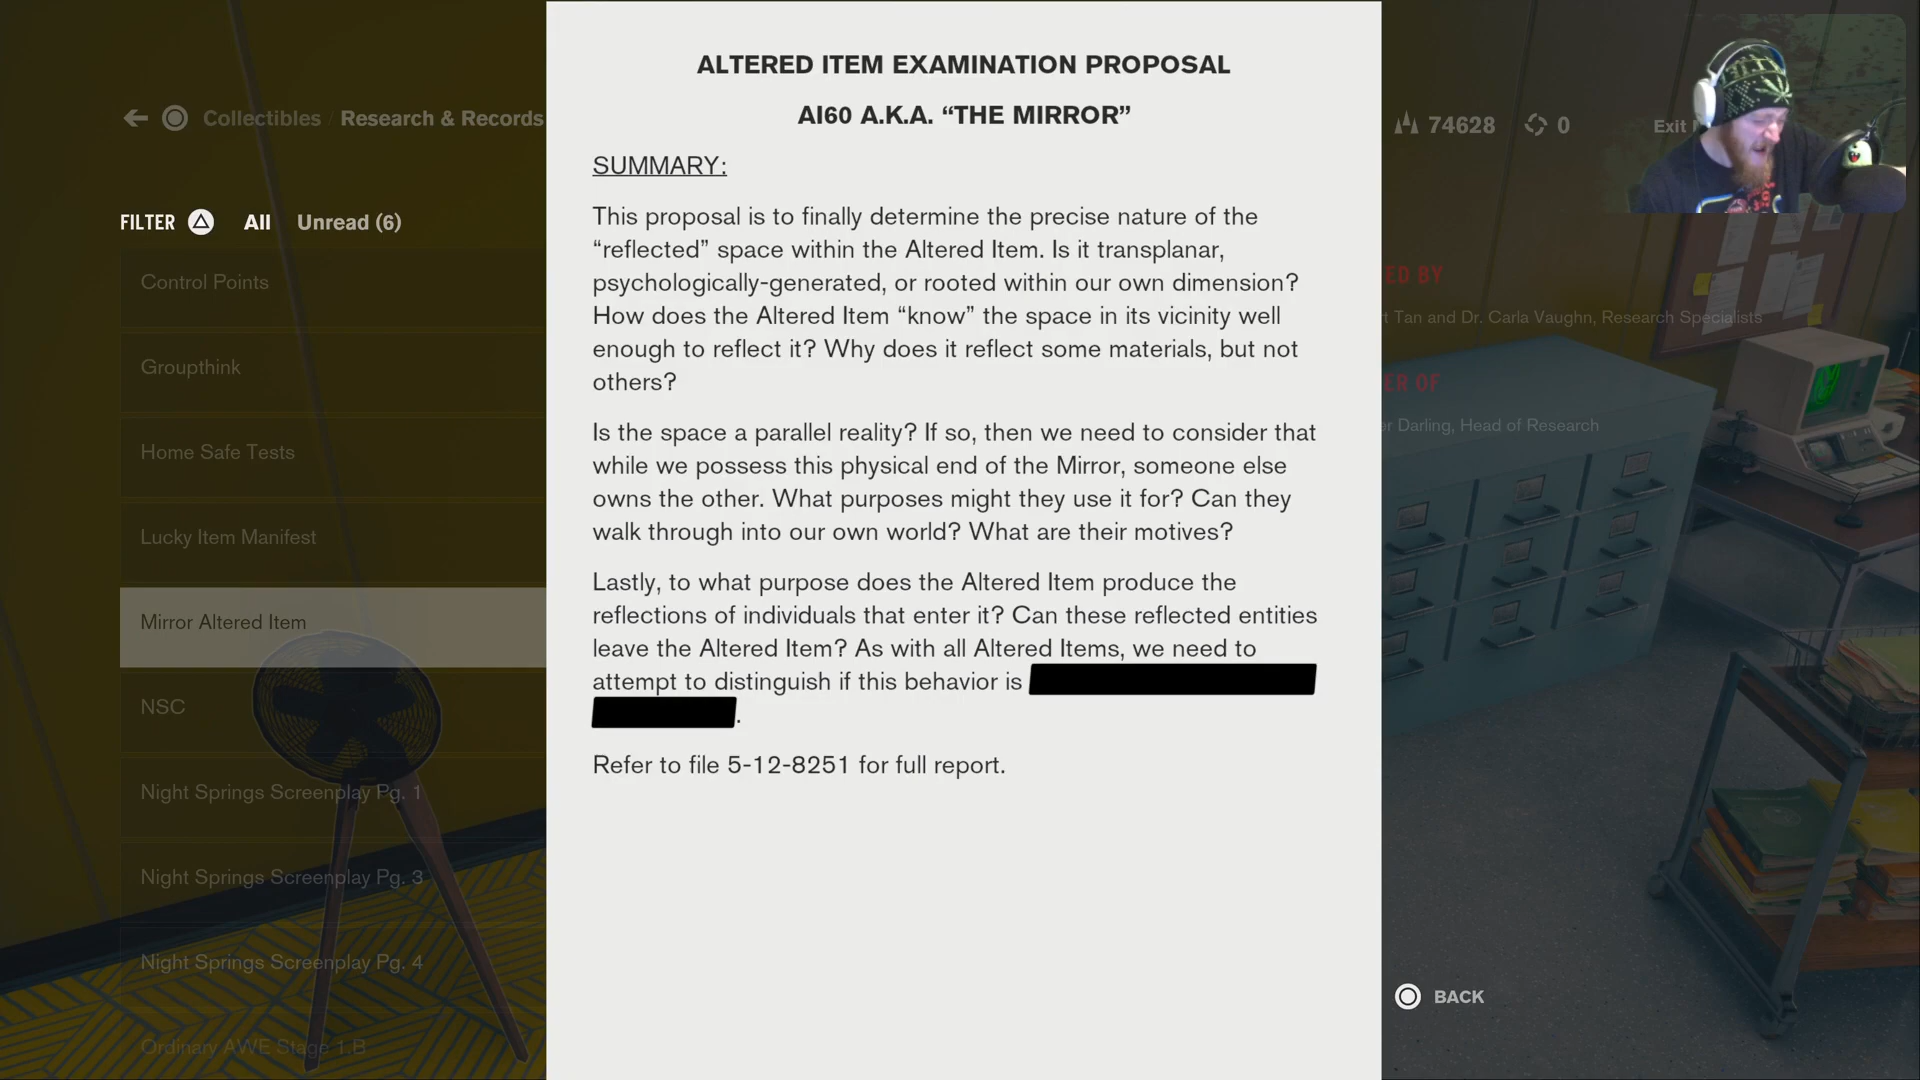 ALTERED ITEM EXAMINATION PROPOSAL
AI60 A.K.A. “THE MIRROR”
SUMMARY:
This proposal is to finally determine the precise nature of the
“reflected” space within the Altered Item. Is it transplanar,
psychologically-generated, or rooted within our own dimension?
How does the Altered Item “know” the space in its vicinity well
enough to reflect it? Why does it reflect some materials, but not
others?
Is the space a parallel reality? If so, then we need to consider that
while we possess this physical end of the Mirror, someone else
owns the other. What purposes might they use it for? Can they
walk through into our own world? What are their motives?
Lastly, to what purpose does the Altered Item produce the
reflections of individuals that enter it? Can these reflected entities
leave the Altered Item? As with all Altered Items, we need to
attempt to distinguish if this behavior is
.
Refer to file 5-12-8251 for full report.
Collectibles / Research & Records
FILTER All Unread (6)
Control Points
Groupthink
Home Safe Tests
Lucky Item Manifest
Mirror Altered Item
NSC
Night Springs Screenplay Pg. 1
Night Springs Screenplay Pg. 3
Night Springs Screenplay Pg. 4
Ordinary AWE Stage 1.B
74628 0 Exit
ED BY
t Tan and Dr. Carla Vaughn, Research Specialists
ER OF
er Darling, Head of Research
BACK